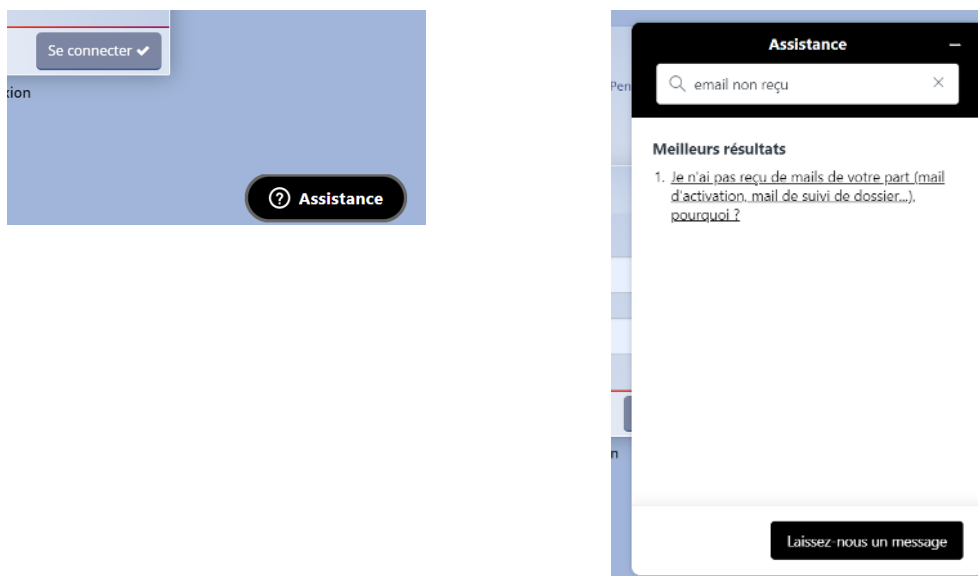 Se connecter
xion
Assistance
Assistance
Pen
email non reçu
Meilleurs résultats
1. Je n'ai pas reçu de mails de votre part (mail
d'activation, mail de suivi de dossier...),
pourquoi ?
n
Laissez-nous un message